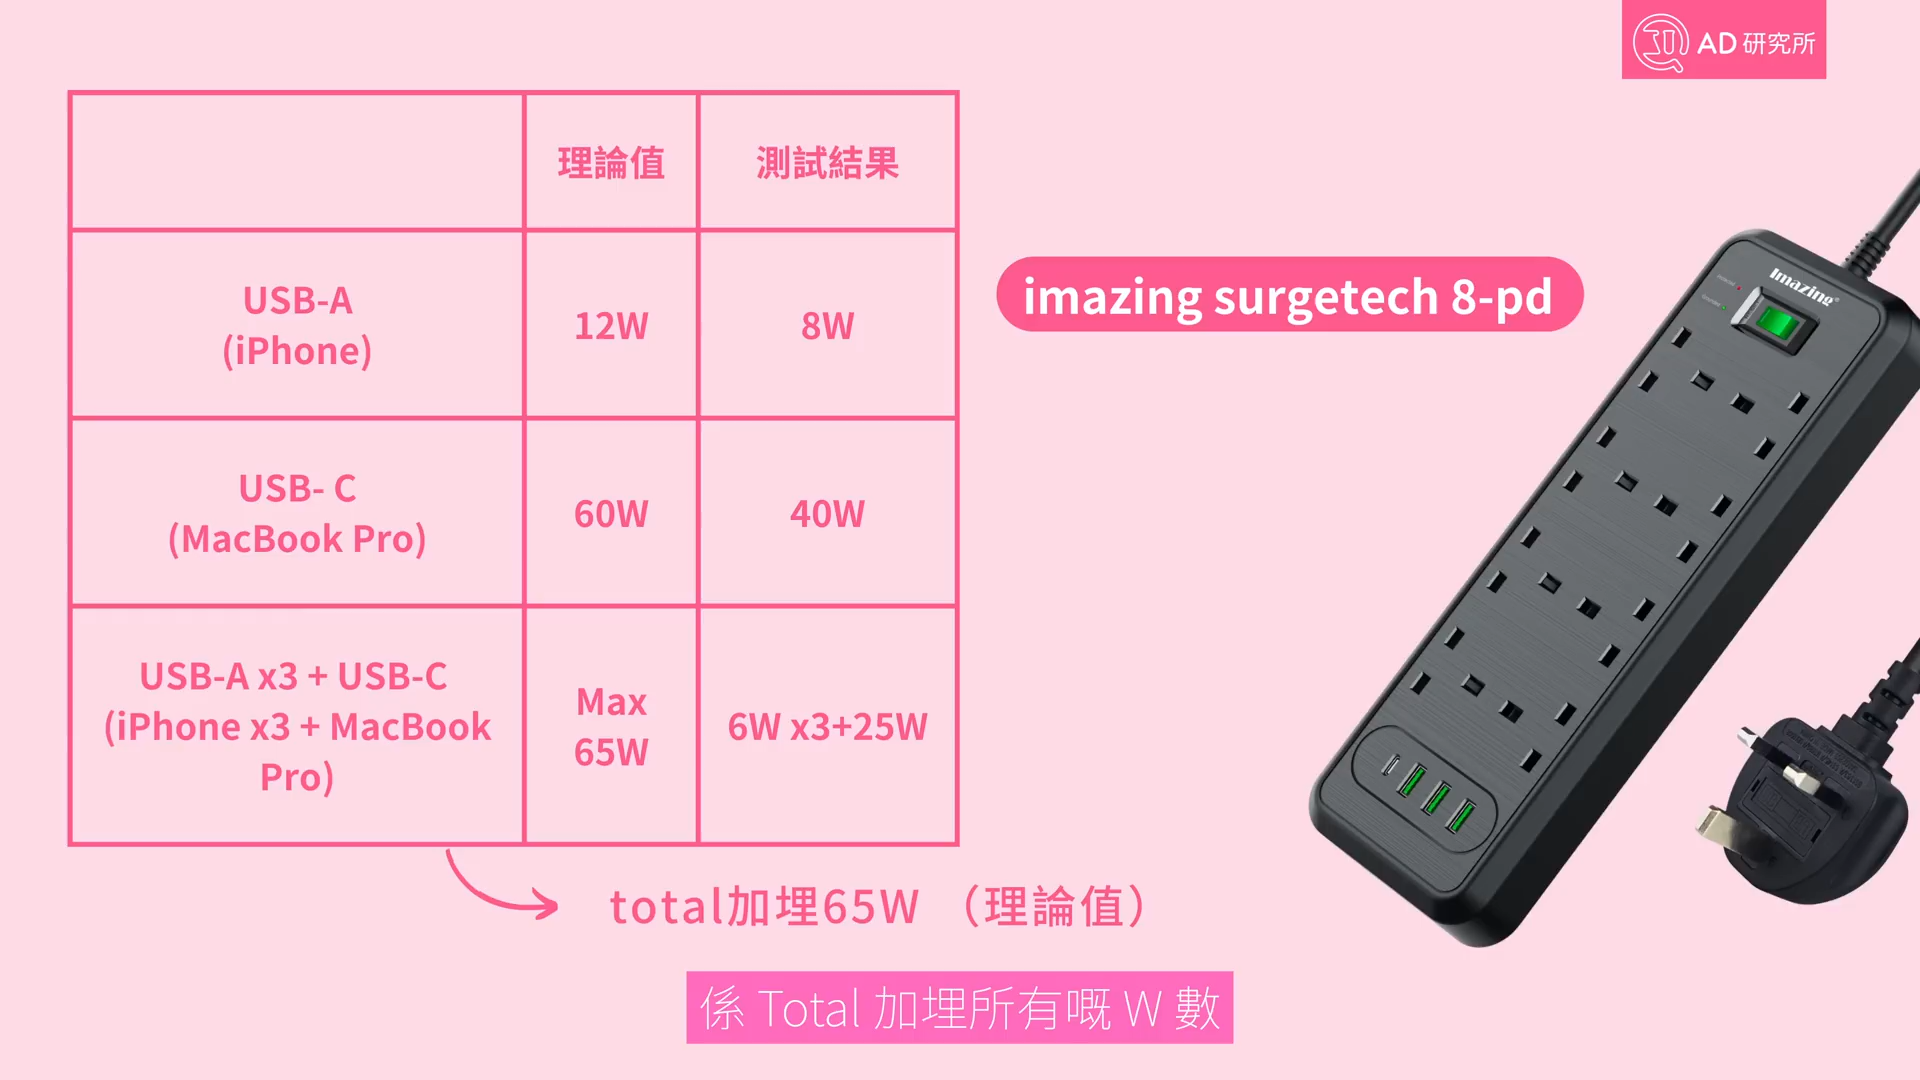 AD 研究所
理論值 測試結果
USB-A
(iPhone)
12W 8W
USB- C
(MacBook Pro)
60W 40W
USB-A x3 + USB-C
(iPhone x3 + MacBook
Pro)
Max
65W
6W x3+25W
imazing surgetech 8-pd
Imazing®
total加埋65W （理論值）
係 Total 加埋所有嘅 W 數